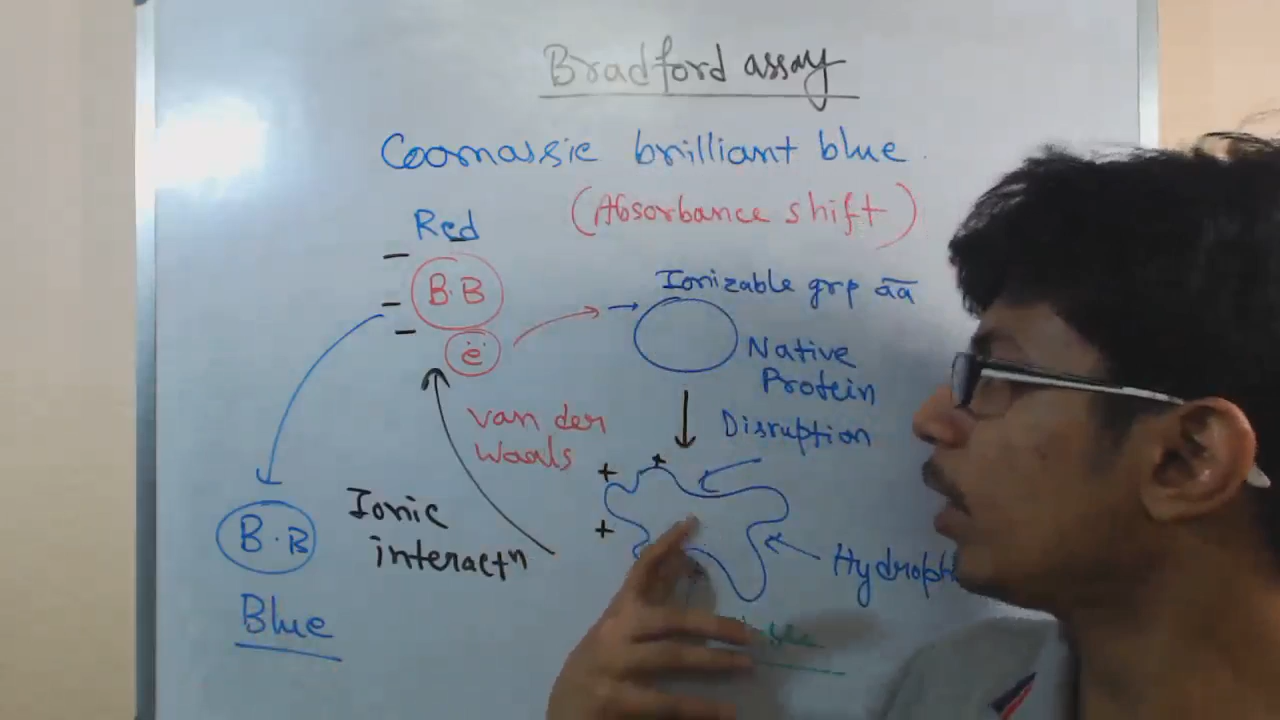 Bradford assay
Coomassie brilliant blue
(Absorbance shift)
Red
B.B
e
Ionizable grp aa
Native
Protein
Disruption
van der
Waals
Ionic
interactⁿ
B.B
Blue